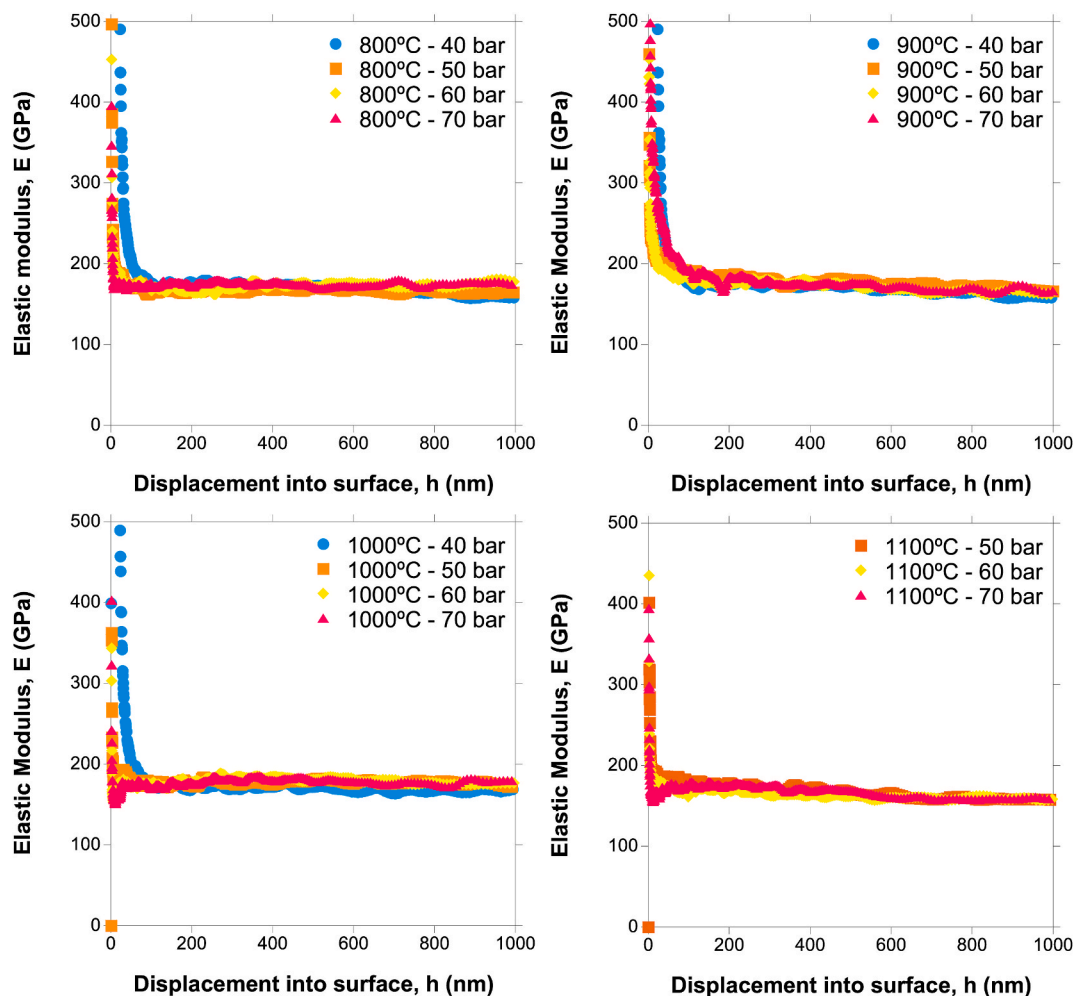 500
400
300
200
100
0
0
200
400
600
800
1000
Elastic modulus, E (GPa)
Displacement into surface, h (nm)
800ºC - 40 bar
800ºC - 50 bar
800ºC - 60 bar
800ºC - 70 bar
500
400
300
200
100
0
0
200
400
600
800
1000
Elastic Modulus, E (GPa)
Displacement into surface, h (nm)
900ºC - 40 bar
900ºC - 50 bar
900ºC - 60 bar
900ºC - 70 bar
500
400
300
200
100
0
0
200
400
600
800
1000
Elastic Modulus, E (GPa)
Displacement into surface, h (nm)
1000ºC - 40 bar
1000ºC - 50 bar
1000ºC - 60 bar
1000ºC - 70 bar
500
400
300
200
100
0
0
200
400
600
800
1000
Elastic Modulus, E (GPa)
Displacement into surface, h (nm)
1100ºC - 50 bar
1100ºC - 60 bar
1100ºC - 70 bar